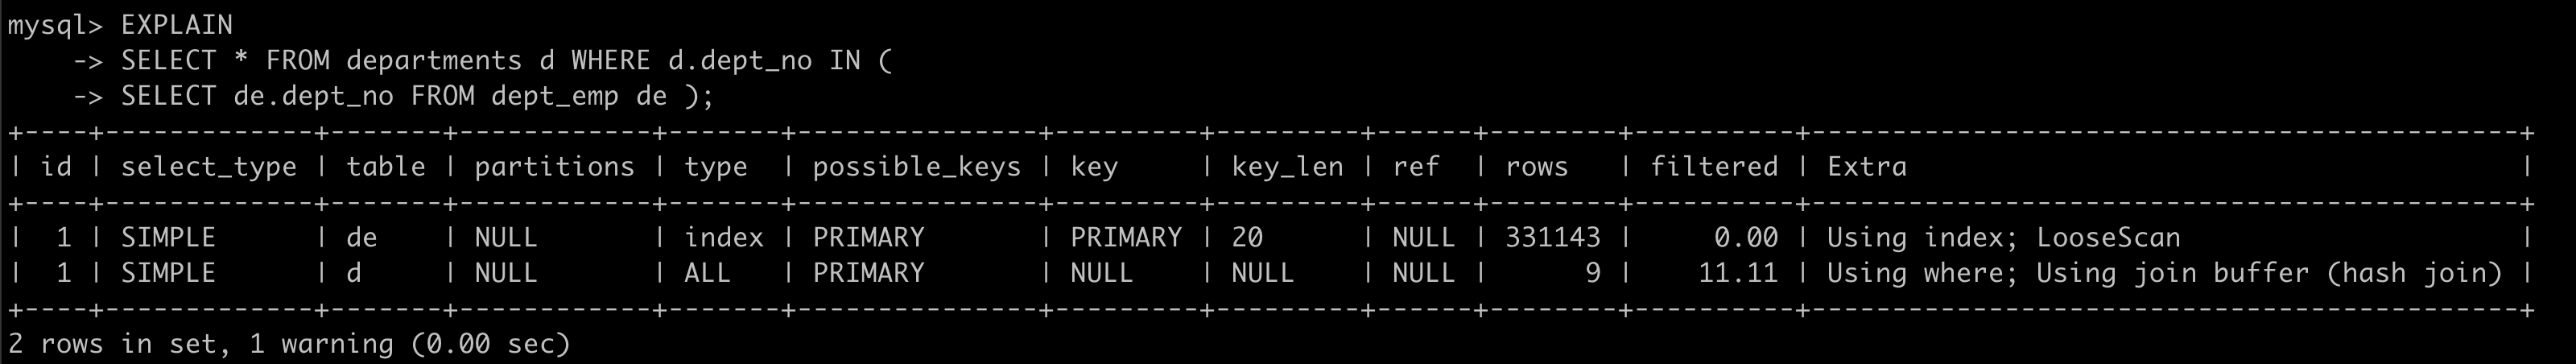 mysql> EXPLAIN
    -> SELECT * FROM departments d WHERE d.dept_no IN (
    -> SELECT de.dept_no FROM dept_emp de );
+----+-------------+-------+------------+-------+---------------+---------+---------+------+--------+----------+--------------------------------------------+
| id | select_type | table | partitions | type  | possible_keys | key     | key_len | ref  | rows   | filtered | Extra                                      |
+----+-------------+-------+------------+-------+---------------+---------+---------+------+--------+----------+--------------------------------------------+
|  1 | SIMPLE      | de    | NULL       | index | PRIMARY       | PRIMARY | 20      | NULL | 331143 |     0.00 | Using index; LooseScan                     |
|  1 | SIMPLE      | d     | NULL       | ALL   | PRIMARY       | NULL    | NULL    | NULL |      9 |    11.11 | Using where; Using join buffer (hash join) |
+----+-------------+-------+------------+-------+---------------+---------+---------+------+--------+----------+--------------------------------------------+
2 rows in set, 1 warning (0.00 sec)